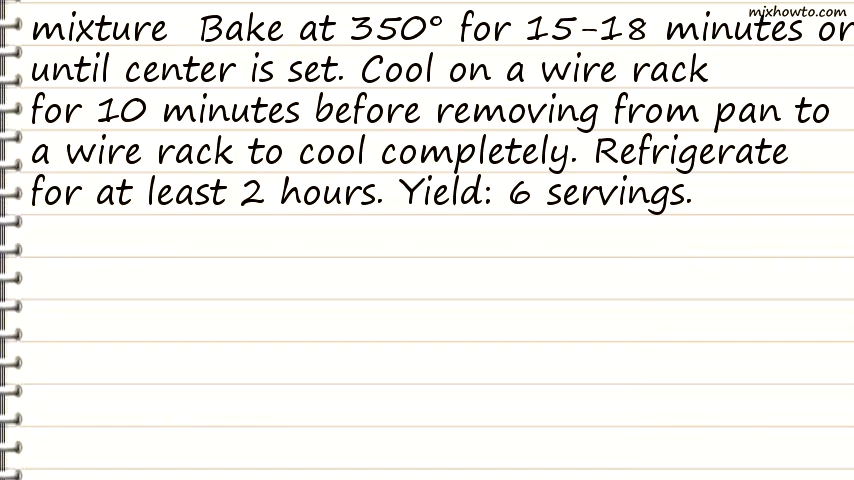 mjxhowto.com
mixture Bake at 350° for 15-18 minutes or
until center is set. Cool on a wire rack
for 10 minutes before removing from pan to
a wire rack to cool completely. Refrigerate
for at least 2 hours. Yield: 6 servings.